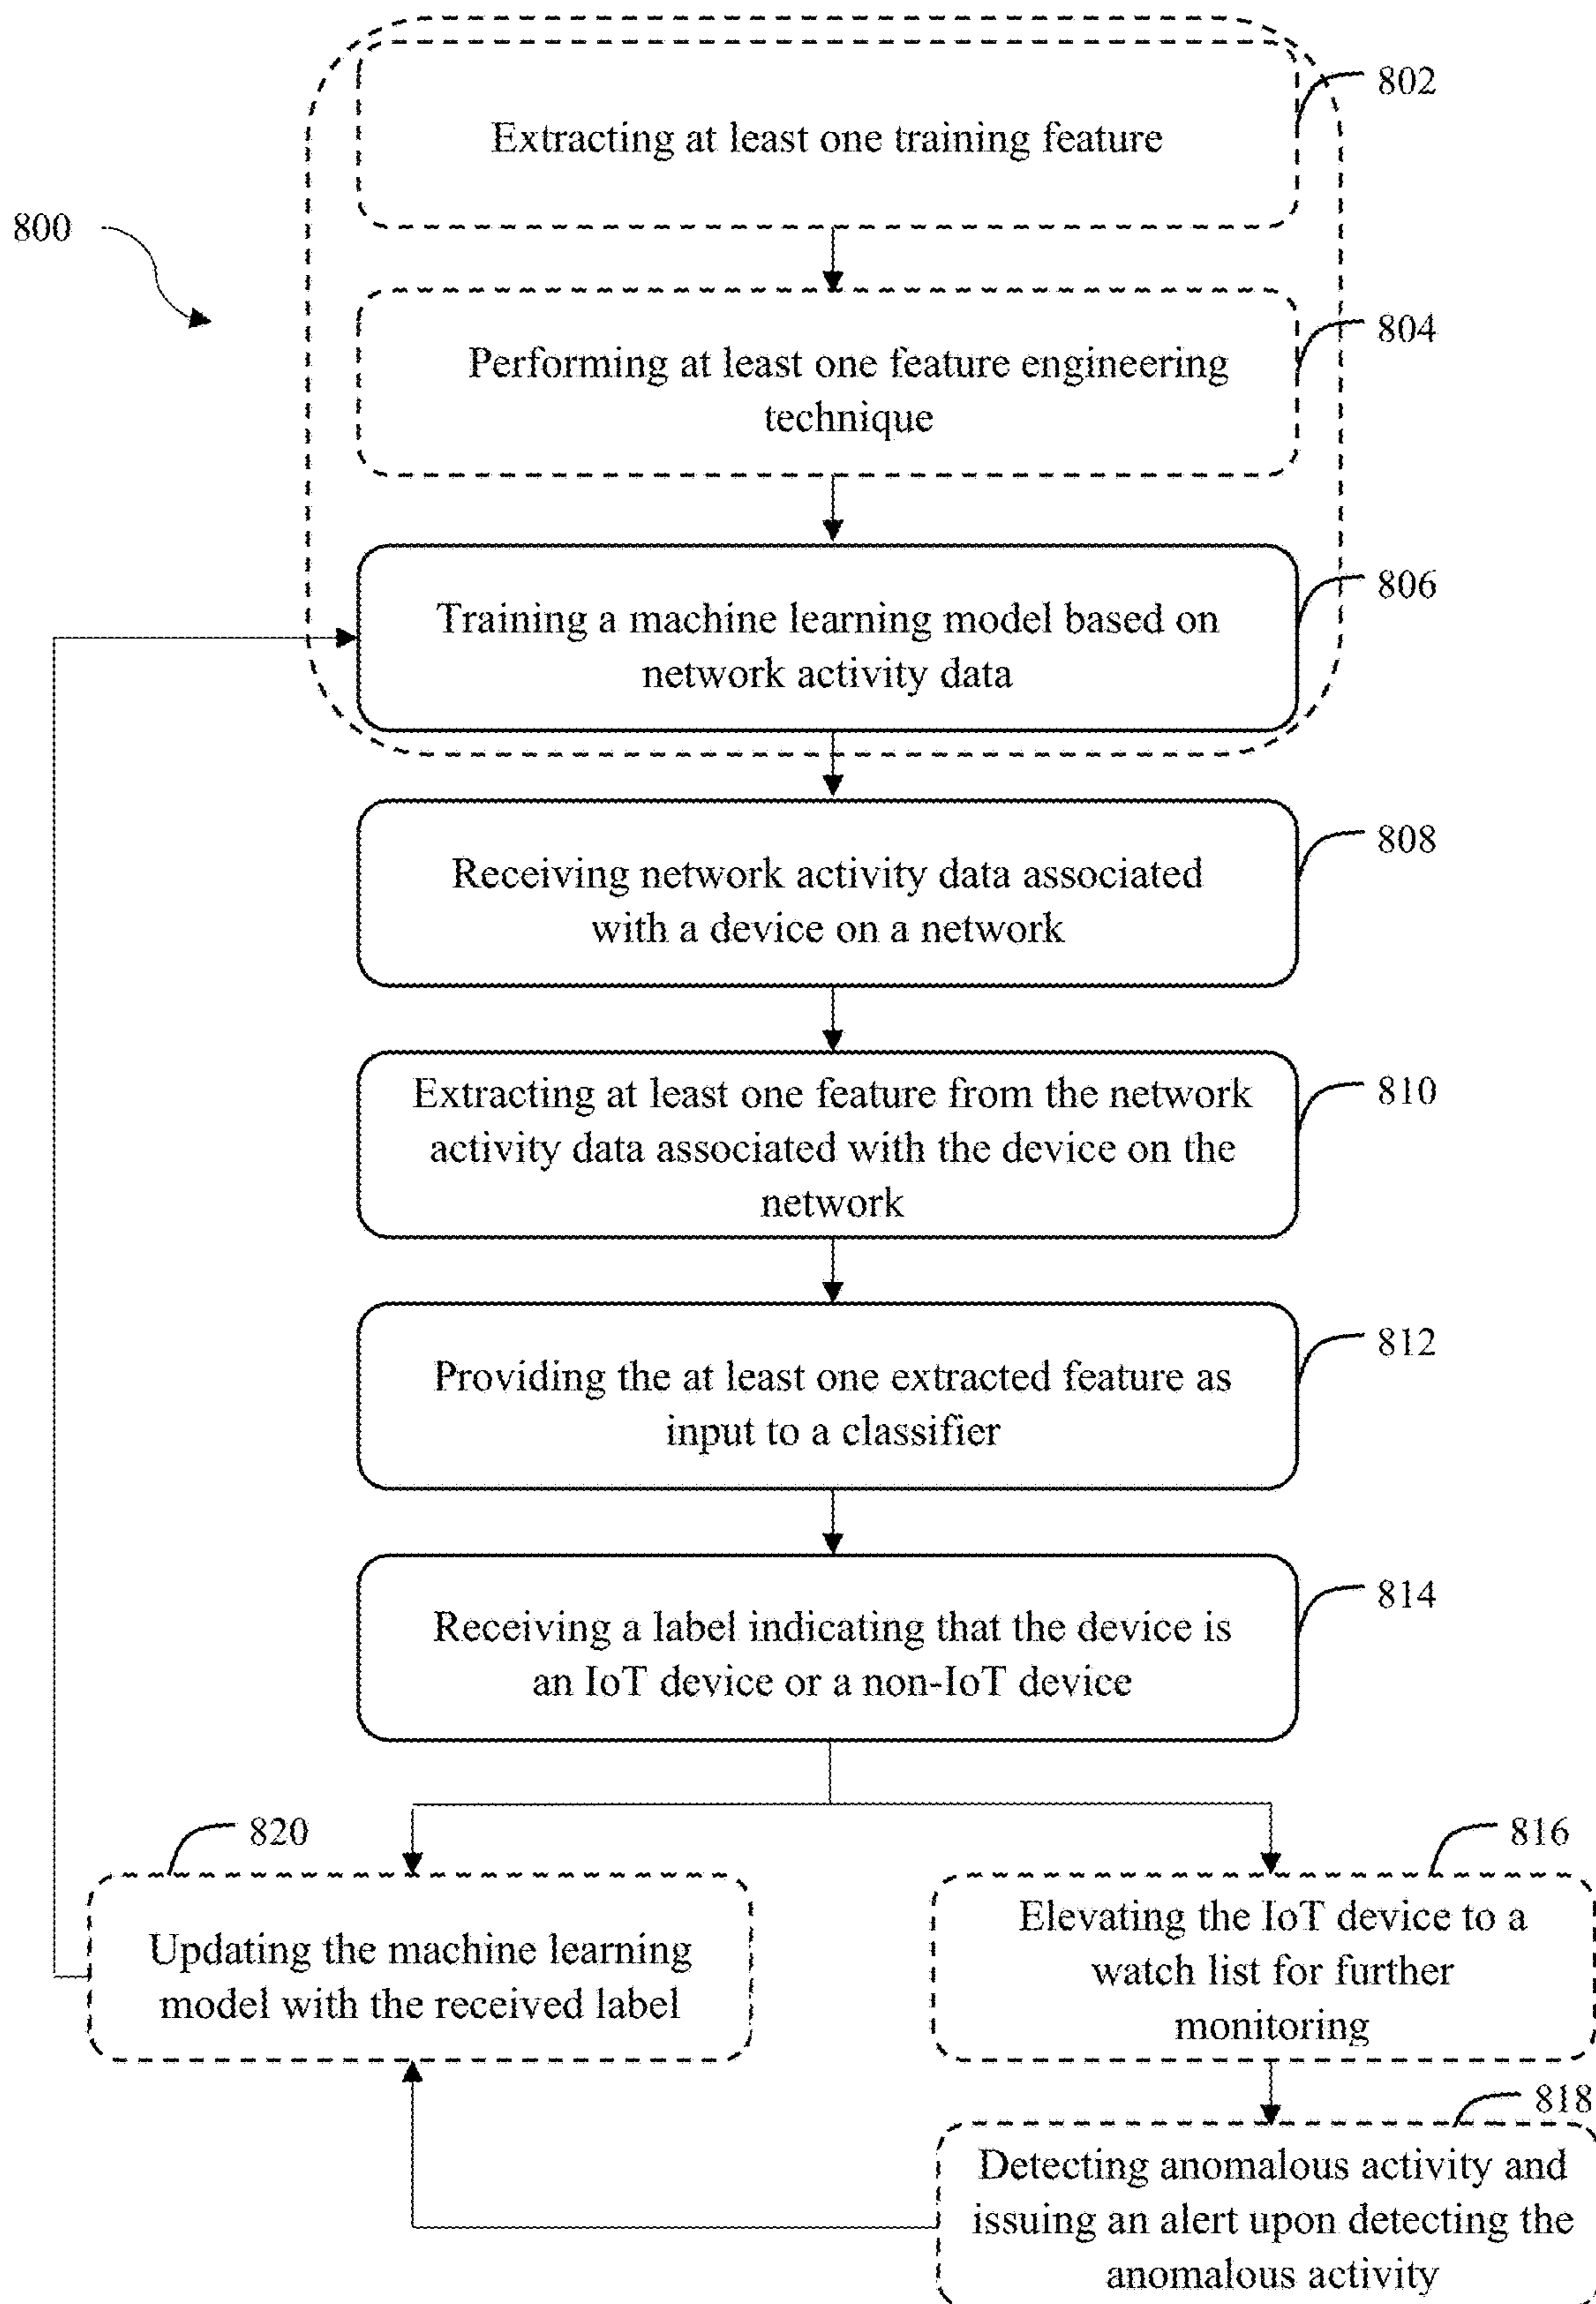 802
Extracting at least one training feature
800
804
Performing at least one feature engineering
technique
806
Training a machine learning model based on
network activity data
808
Receiving network activity data associated
with a device on a network
810
Extracting at least one feature from the network
activity data associated with the device on the
network
812
Providing the at least one extracted feature as
input to a classifier
814
Receiving a label indicating that the device is
an IoT device or a non-IoT device
820
Updating the machine learning
model with the received label
816
Elevating the IoT device to a
watch list for further
monitoring
818
Detecting anomalous activity and
issuing an alert upon detecting the
anomalous activity